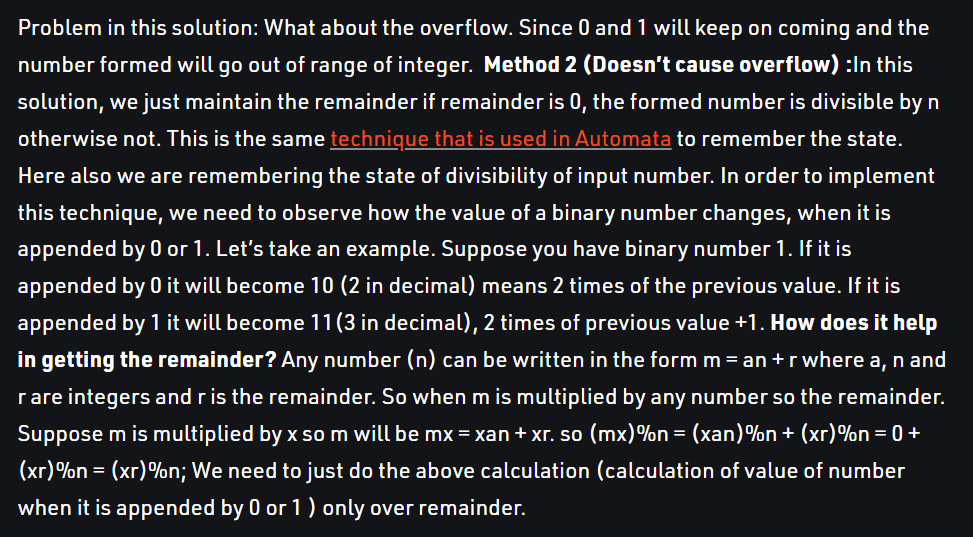 Problem in this solution: What about the overflow. Since 0 and 1 will keep on coming and the
number formed will go out of range of integer. Method 2 (Doesn't cause overflow) :In this
solution, we just maintain the remainder if remainder is 0, the formed number is divisible by n
otherwise not. This is the same technique that is used in Automata to remember the state.
Here also we are remembering the state of divisibility of input number. In order to implement
this technique, we need to observe how the value of a binary number changes, when it is
appended by 0 or 1. Let's take an example. Suppose you have binary number 1. If it is
appended by 0 it will become 10 (2 in decimal) means 2 times of the previous value. If it is
appended by 1 it will become 11(3 in decimal), 2 times of previous value +1. How does it help
in getting the remainder? Any number (n) can be written in the form m = an + r where a, n and
r are integers and r is the remainder. So when m is multiplied by any number so the remainder.
Suppose m is multiplied by x so m will be mx = xan + xr. so (mx)%n = (xan)%n + (xr)%n = 0 +
(xr)%n = (xr)%n; We need to just do the above calculation (calculation of value of number
when it is appended by 0 or 1 ) only over remainder.